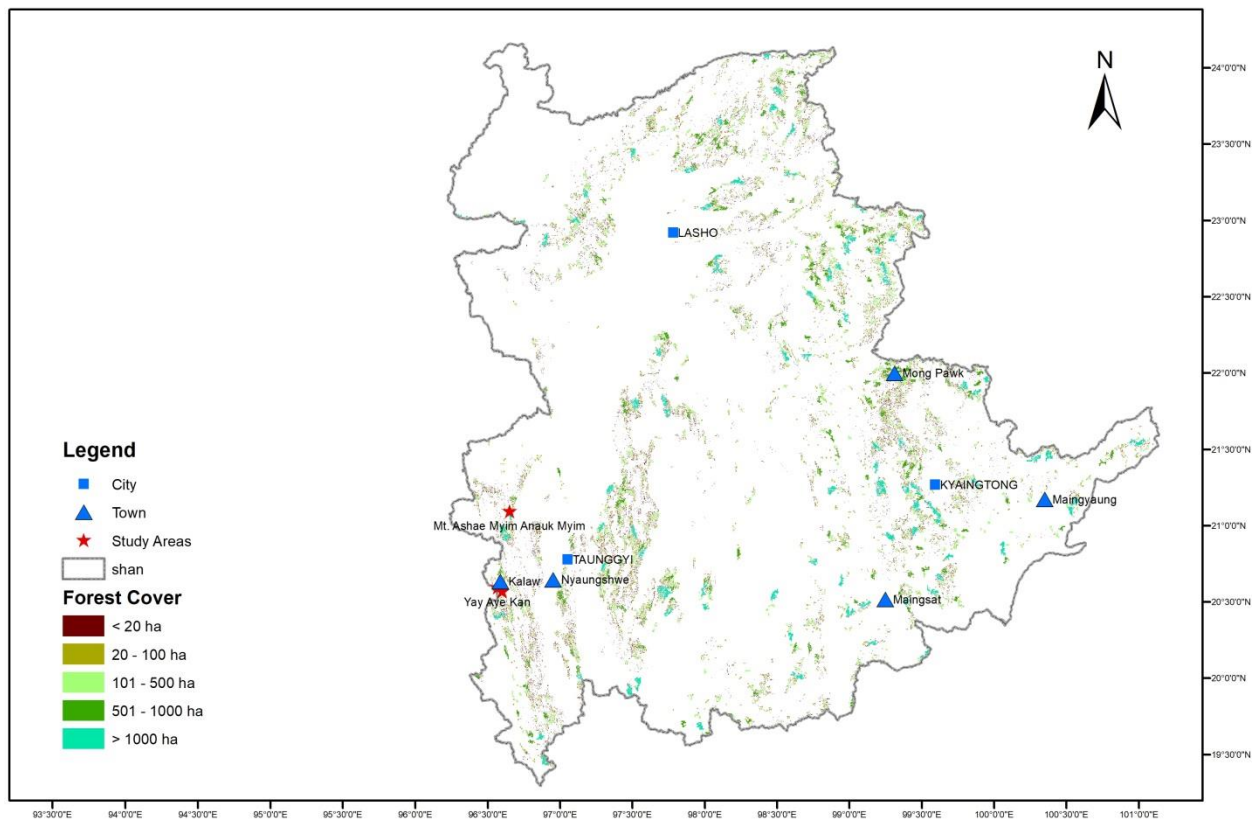 N
24°0'0"N
23°30'0"N
23°0'0"N
22°30'0"N
22°0'0"N
21°30'0"N
21°0'0"N
20°30'0"N
20°0'0"N
19°30'0"N
LASHO
Mong Pawk
KYAINGTONG
Maingyaung
Mt. Ashae Myim Anauk Myim
TAUNGGYI
Kalaw
Nyaungshwe
Yay Aye Kan
Maingsat
Legend
City
Town
Study Areas
shan
Forest Cover
< 20 ha
20 - 100 ha
101 - 500 ha
501 - 1000 ha
> 1000 ha
93°30'0"E 94°0'0"E 94°30'0"E 95°0'0"E 95°30'0"E 96°0'0"E 96°30'0"E 97°0'0"E 97°30'0"E 98°0'0"E 98°30'0"E 99°0'0"E 99°30'0"E 100°0'0"E 100°30'0"E 101°0'0"E